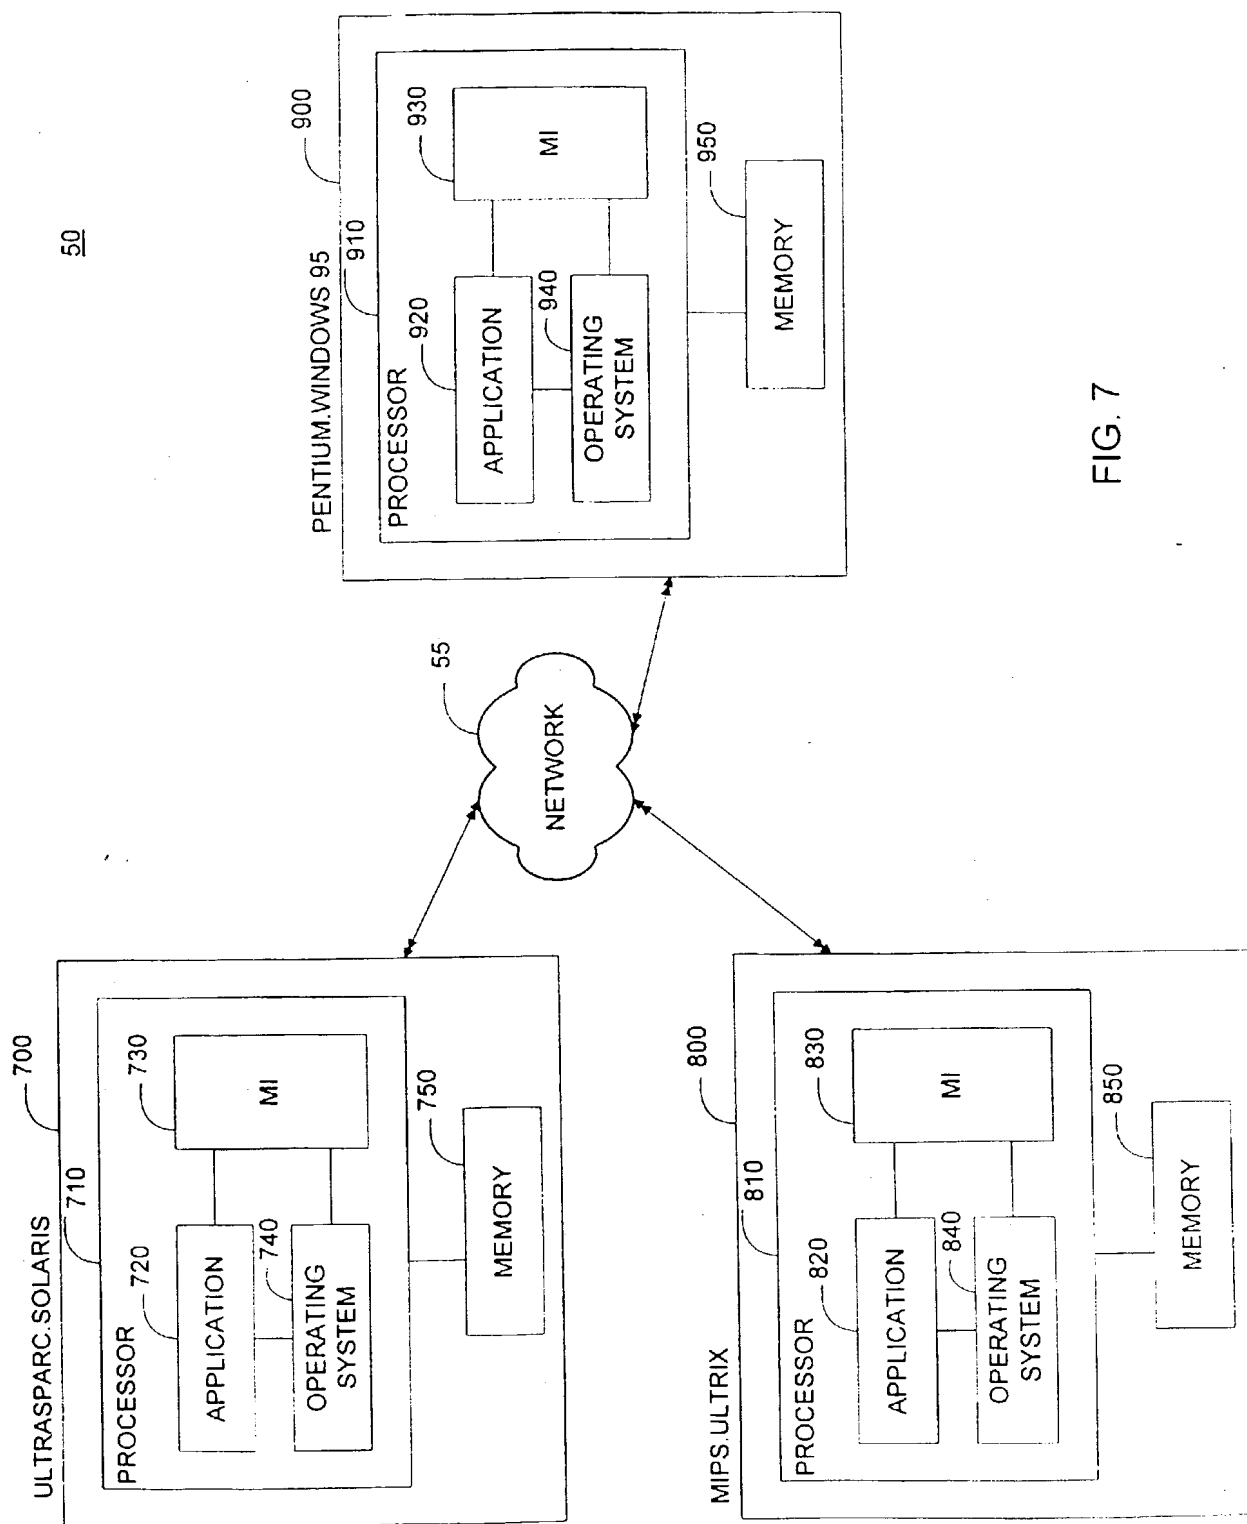 50
ULTRASPARC.SOLARIS
700
710
PROCESSOR
720
730
APPLICATION
MI
740
OPERATING
SYSTEM
750
MEMORY
NETWORK
55
PENTIUM.WINDOWS 95
900
910
PROCESSOR
920
930
APPLICATION
MI
940
OPERATING
SYSTEM
950
MEMORY
MIPS.ULTRIX
800
810
PROCESSOR
820
830
APPLICATION
MI
840
OPERATING
SYSTEM
850
MEMORY
FIG. 7